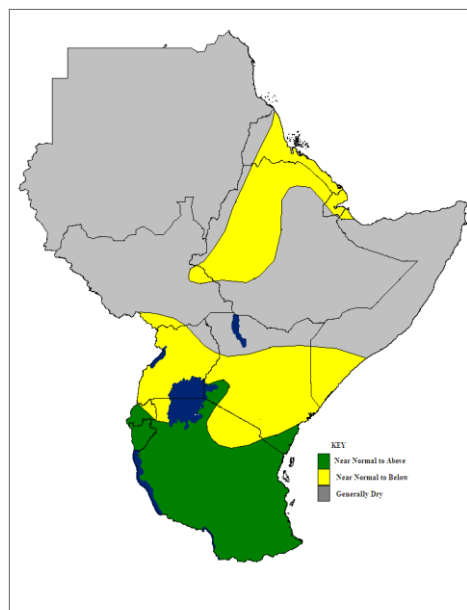 KEY
Near Normal to Above
Near Normal to Below
Generally Dry